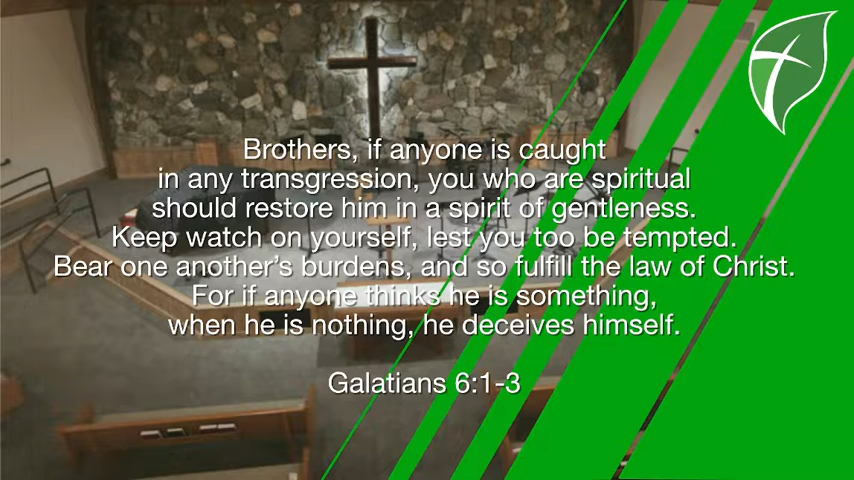 Brothers, if anyone is caught
in any transgression, you who are spiritual
should restore him in a spirit of gentleness.
Keep watch on yourself, lest you too be tempted.
Bear one another’s burdens, and so fulfill the law of Christ.
For if anyone thinks he is something,
when he is nothing, he deceives himself.
Galatians 6:1-3